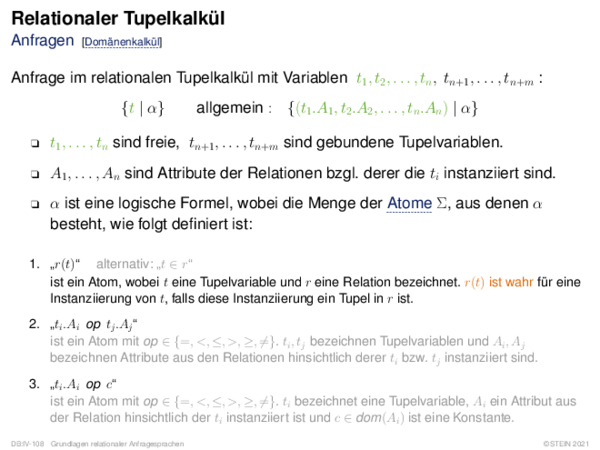 Relationaler Tupelkalkül
Anfragen [Domänenkalkül]
Anfrage im relationalen Tupelkalkül mit Variablen t₁, t₂, . . . , tₙ, tₙ₊₁, . . . , tₙ₊ₘ :
{t | α} allgemein : {(t₁.A₁, t₂.A₂, . . . , tₙ.Aₙ) | α}
❑ t₁, . . . , tₙ sind freie, tₙ₊₁, . . . , tₙ₊ₘ sind gebundene Tupelvariablen.
❑ A₁, . . . , Aₙ sind Attribute der Relationen bzgl. derer die tᵢ instanziiert sind.
❑ α ist eine logische Formel, wobei die Menge der Atome Σ, aus denen α
besteht, wie folgt definiert ist:
1. „r(t)“ alternativ: „t ∈ r“
ist ein Atom, wobei t eine Tupelvariable und r eine Relation bezeichnet. r(t) ist wahr für eine
Instanziierung von t, falls diese Instanziierung ein Tupel in r ist.
2. „tᵢ.Aᵢ op tⱼ.Aⱼ“
ist ein Atom mit op ∈ {=, <, ≤, >, ≥, ≠}. tᵢ, tⱼ bezeichnen Tupelvariablen und Aᵢ, Aⱼ
bezeichnen Attribute aus den Relationen hinsichtlich derer tᵢ bzw. tⱼ instanziiert sind.
3. „tᵢ.Aᵢ op c“
ist ein Atom mit op ∈ {=, <, ≤, >, ≥, ≠}. tᵢ bezeichnet eine Tupelvariable, Aᵢ ein Attribut aus
der Relation hinsichtlich der tᵢ instanziiert ist und c ∈ dom(Aᵢ) ist eine Konstante.
DB:IV-108 Grundlagen relationaler Anfragesprachen ©STEIN 2021